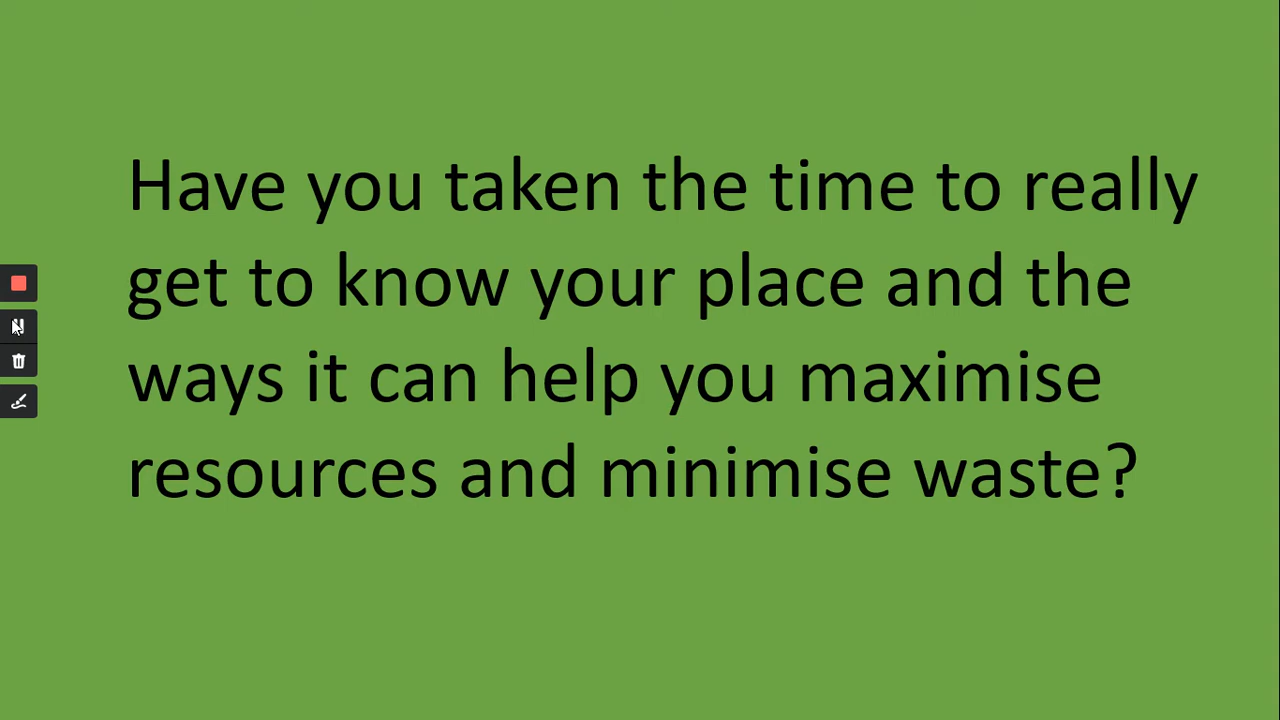 Have you taken the time to really
get to know your place and the
ways it can help you maximise
resources and minimise waste?